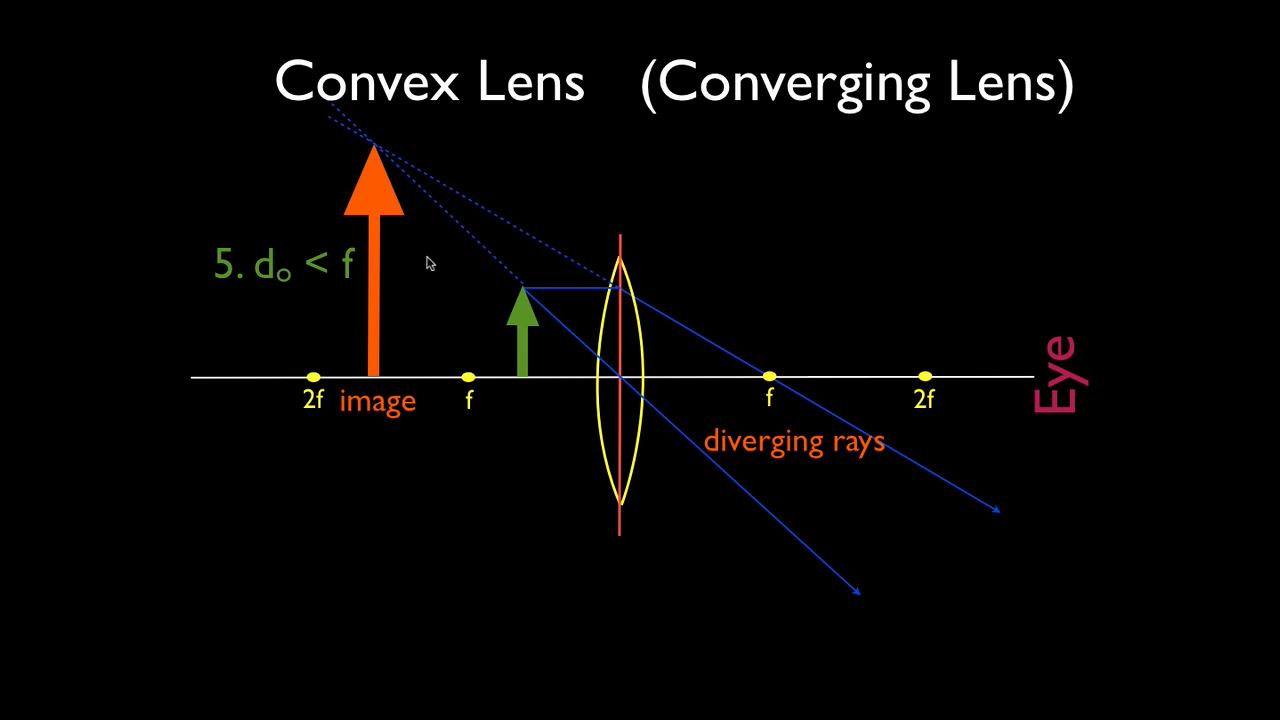 Convex Lens (Converging Lens)
5. dₒ < f
2f
image
f
f
2f
Eye
diverging rays